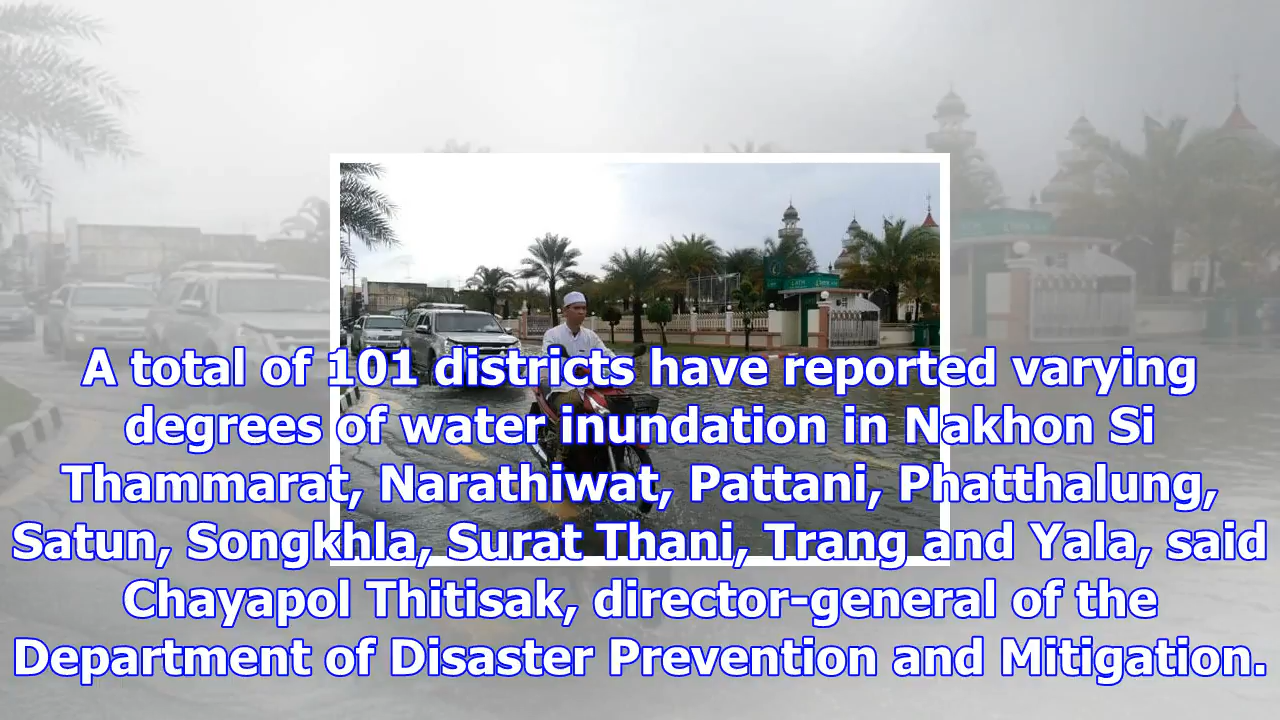 A total of 101 districts have reported varying
degrees of water inundation in Nakhon Si
Thammarat, Narathiwat, Pattani, Phatthalung,
Satun, Songkhla, Surat Thani, Trang and Yala, said
Chayapol Thitisak, director-general of the
Department of Disaster Prevention and Mitigation.